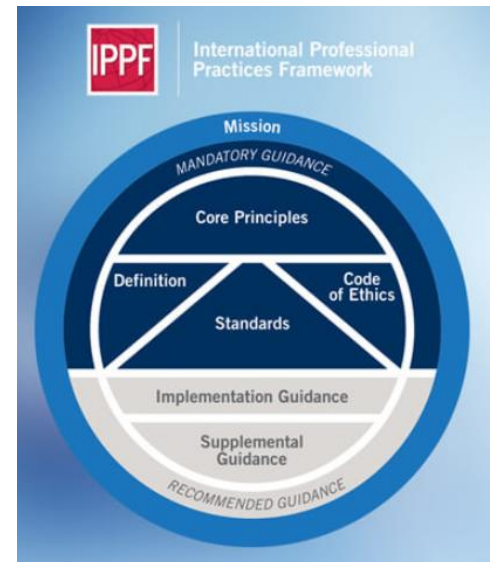 IPPF
International Professional
Practices Framework
Mission
MANDATORY GUIDANCE
Core Principles
Definition
Code
of Ethics
Standards
Implementation Guidance
Supplemental
Guidance
RECOMMENDED GUIDANCE